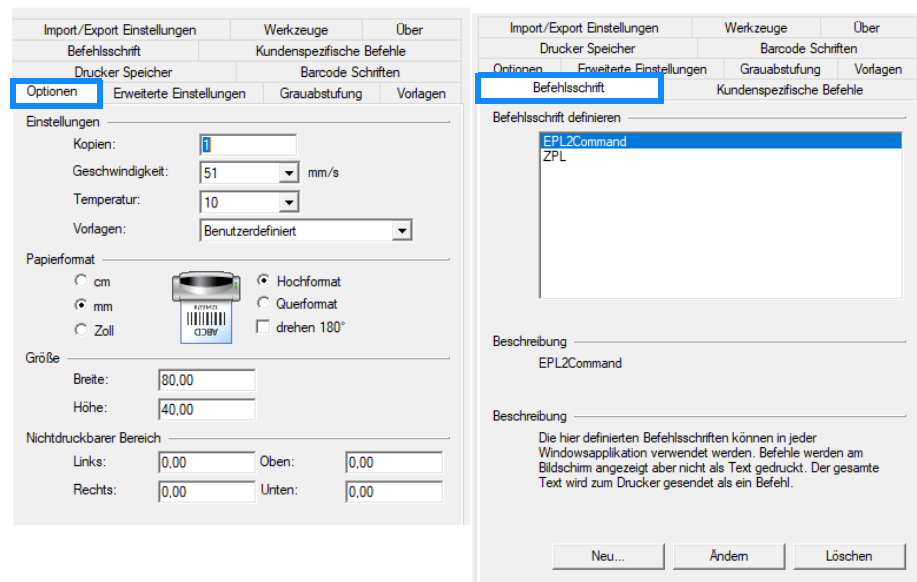 Import/Export Einstellungen Werkzeuge Über
Befehlsschrift Kundenspezifische Befehle
Drucker Speicher Barcode Schriften
Optionen Erweiterte Einstellungen Grauabstufung Vorlagen
Einstellungen
Kopien: 1
Geschwindigkeit: 51 mm/s
Temperatur: 10
Vorlagen: Benutzerdefiniert
Papierformat
cm Hochformat
mm Querformat
Zoll drehen 180°
ABCD
Größe
Breite: 80,00
Höhe: 40,00
Nichtdruckbarer Bereich
Links: 0,00 Oben: 0,00
Rechts: 0,00 Unten: 0,00
Import/Export Einstellungen Werkzeuge Über
Drucker Speicher Barcode Schriften
Optionen Erweiterte Einstellungen Grauabstufung Vorlagen
Befehlsschrift Kundenspezifische Befehle
Befehlsschrift definieren
EPL2Command
ZPL
Beschreibung
EPL2Command
Beschreibung
Die hier definierten Befehlsschriften können in jeder
Windowsapplikation verwendet werden. Befehle werden am
Bildschim angezeigt aber nicht als Text gedruckt. Der gesamte
Text wird zum Drucker gesendet als ein Befehl.
Neu... Ändern Löschen